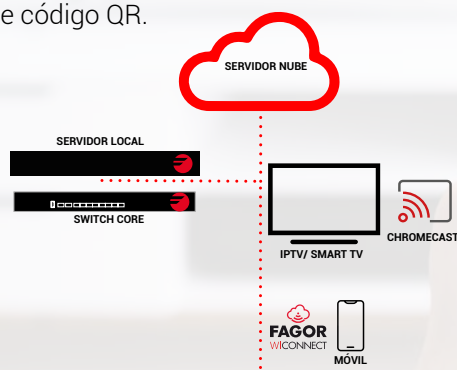 e código QR.
SERVIDOR NUBE
SERVIDOR LOCAL
SWITCH CORE
IPTV/ SMART TV
CHROMECAST
FAGOR
WICONNECT
MÓVIL